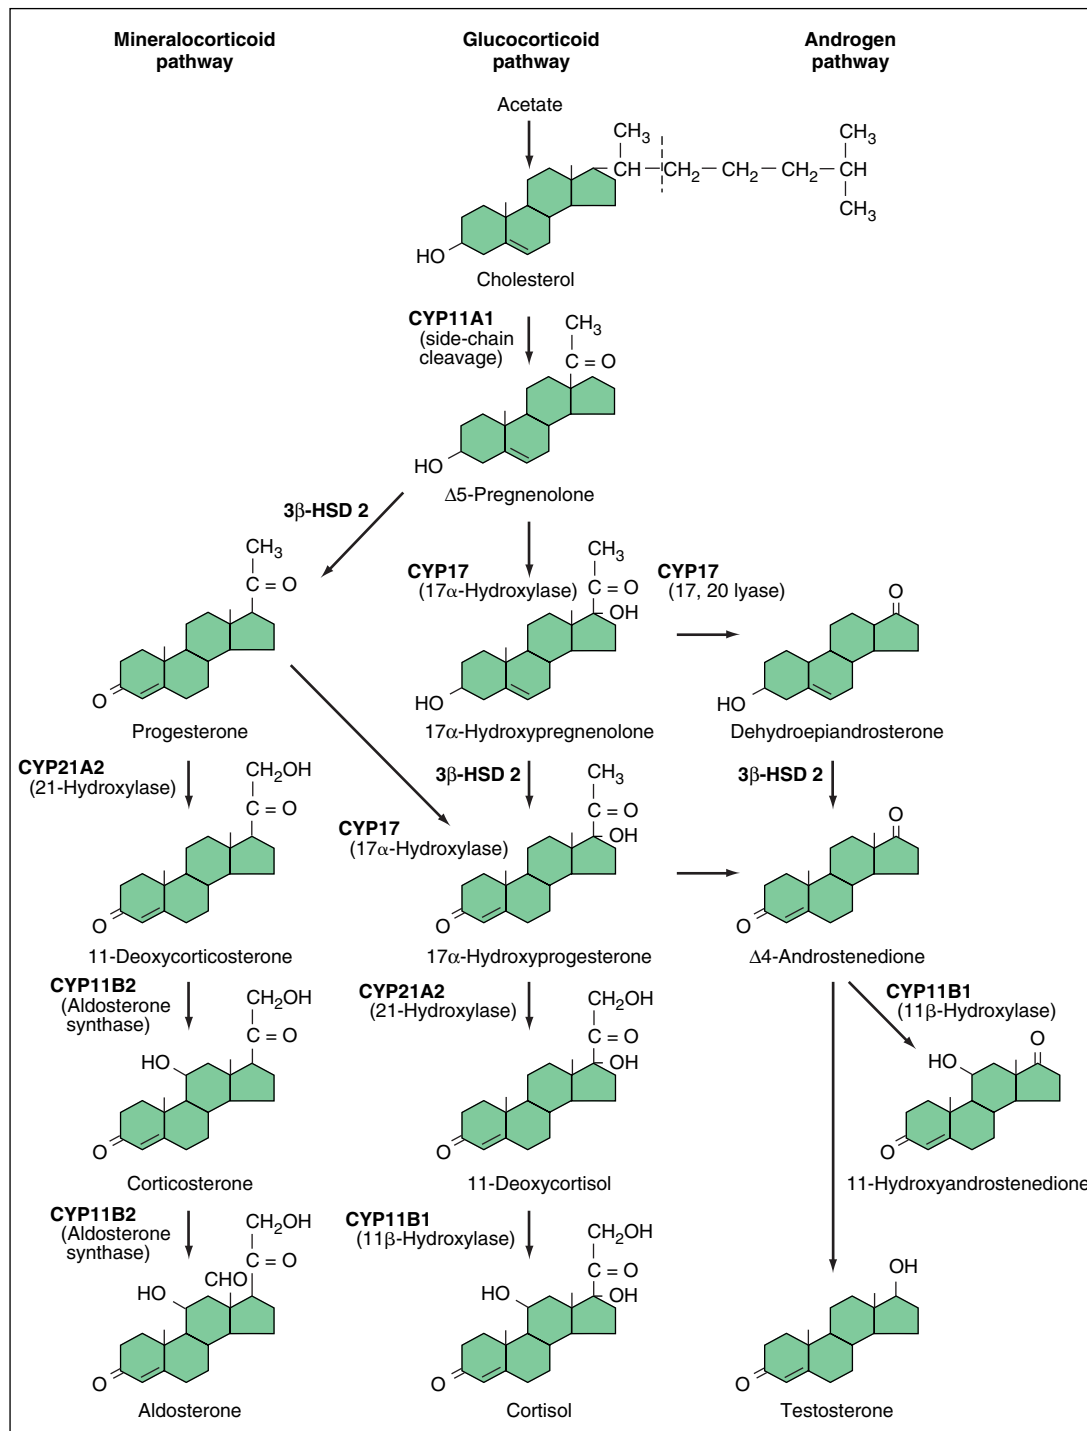 Mineralocorticoid
pathway
Glucocorticoid
pathway
Androgen
pathway
Acetate
CH3
CH
CH2
CH2
CH2
CH
CH3
CH3
HO
Cholesterol
CYP11A1
(side-chain
cleavage)
CH3
C = O
HO
Δ5-Pregnenolone
3β-HSD 2
CH3
C = O
O
Progesterone
CYP17
(17α-Hydroxylase)
CH3
C = O
OH
HO
17α-Hydroxypregnenolone
CYP17
(17, 20 lyase)
O
HO
Dehydroepiandrosterone
CYP21A2
(21-Hydroxylase)
CH2OH
C = O
O
11-Deoxycorticosterone
3β-HSD 2
CYP17
(17α-Hydroxylase)
CH3
C = O
OH
O
17α-Hydroxyprogesterone
3β-HSD 2
O
O
Δ4-Androstenedione
CYP11B2
(Aldosterone
synthase)
CH2OH
C = O
HO
O
Corticosterone
CYP21A2
(21-Hydroxylase)
CH2OH
C = O
OH
O
11-Deoxycortisol
CYP11B1
(11β-Hydroxylase)
O
HO
O
11-Hydroxyandrostenedione
CYP11B2
(Aldosterone
synthase)
CH2OH
C = O
CHO
HO
O
Aldosterone
CYP11B1
(11β-Hydroxylase)
CH2OH
C = O
OH
HO
O
Cortisol
OH
O
Testosterone